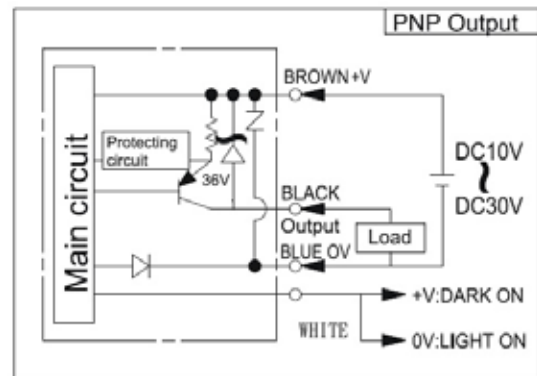 PNP Output
BROWN+V
Main circuit
Protecting
circuit
36V
BLACK
Output
Load
DC10V
DC30V
BLUE OV
WHITE
+V:DARK ON
0V:LIGHT ON